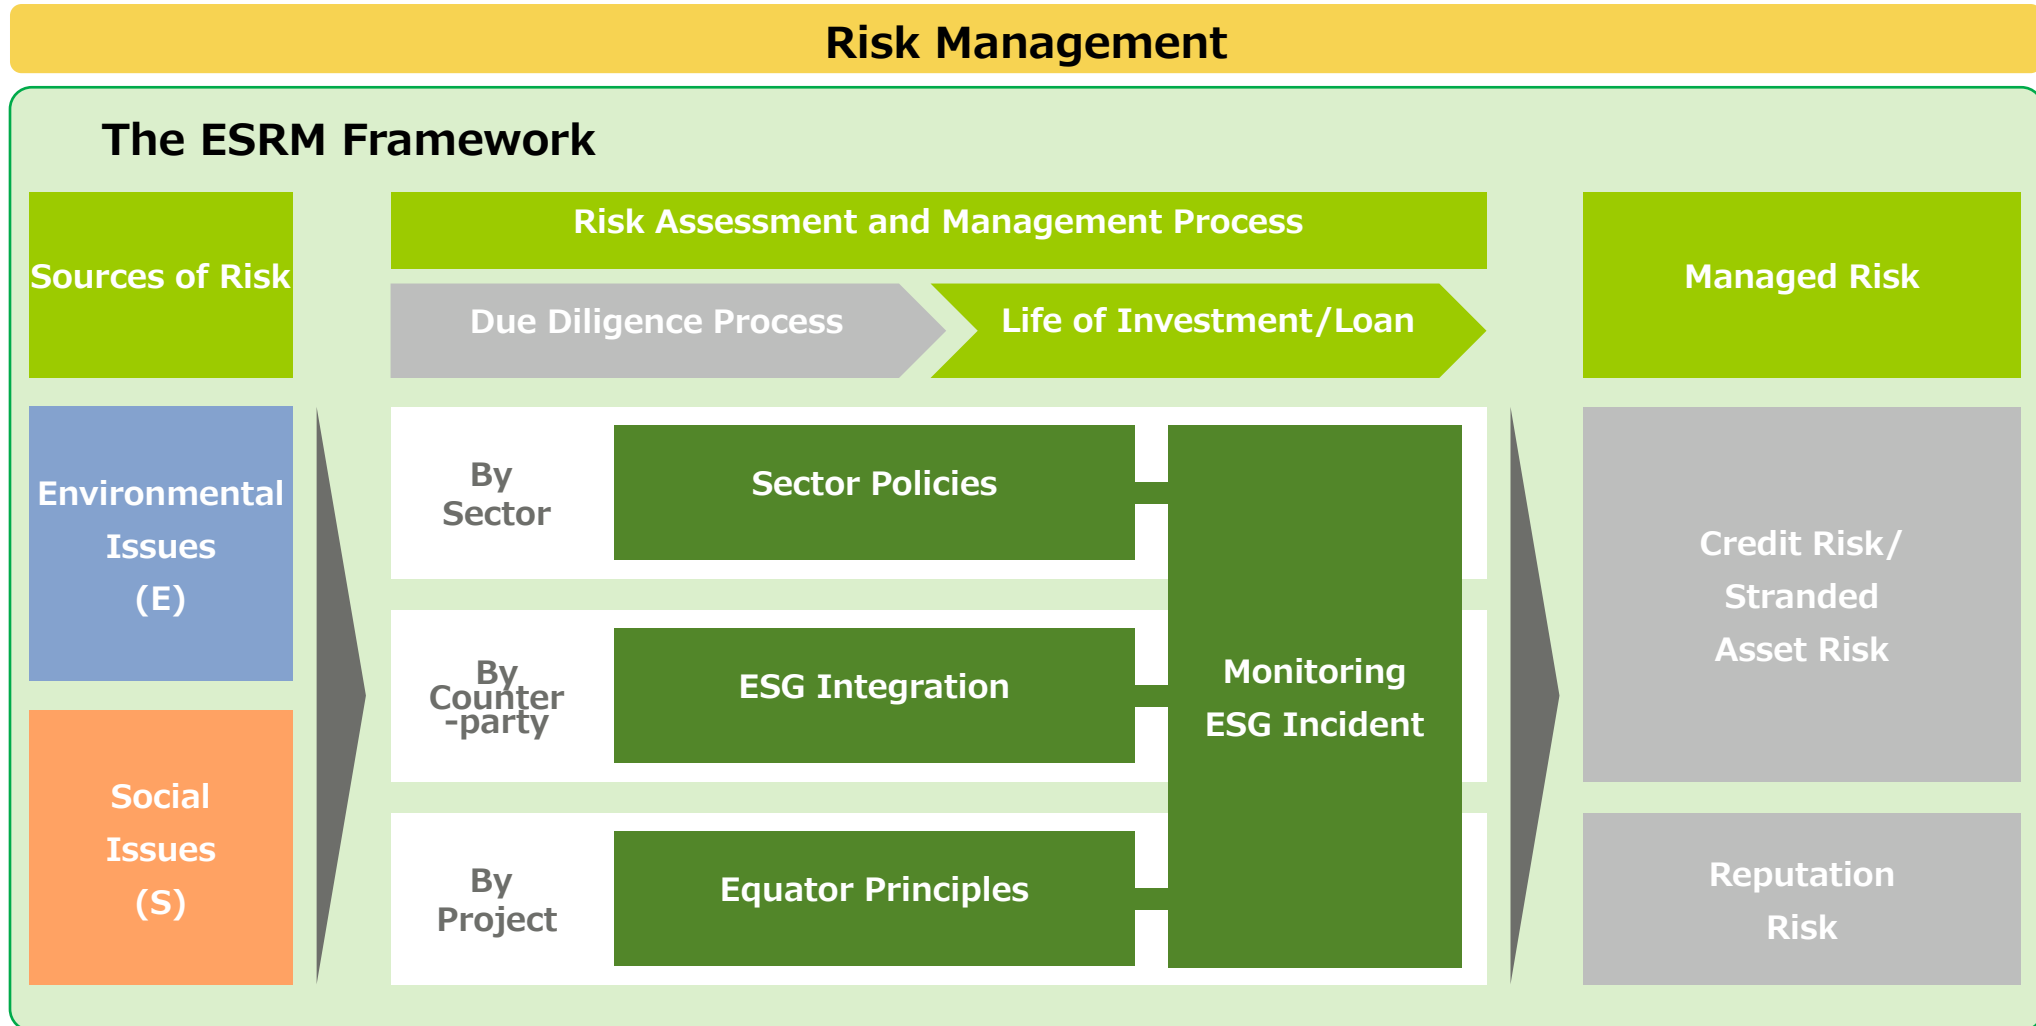 Risk Management
The ESRM Framework
Sources of Risk
Risk Assessment and Management Process
Due Diligence Process
Life of Investment/Loan
Managed Risk
Environmental
Issues
(E)
Social
Issues
(S)
By
Sector
Sector Policies
By
Counter
-party
ESG Integration
By
Project
Equator Principles
Monitoring
ESG Incident
Credit Risk/
Stranded
Asset Risk
Reputation
Risk